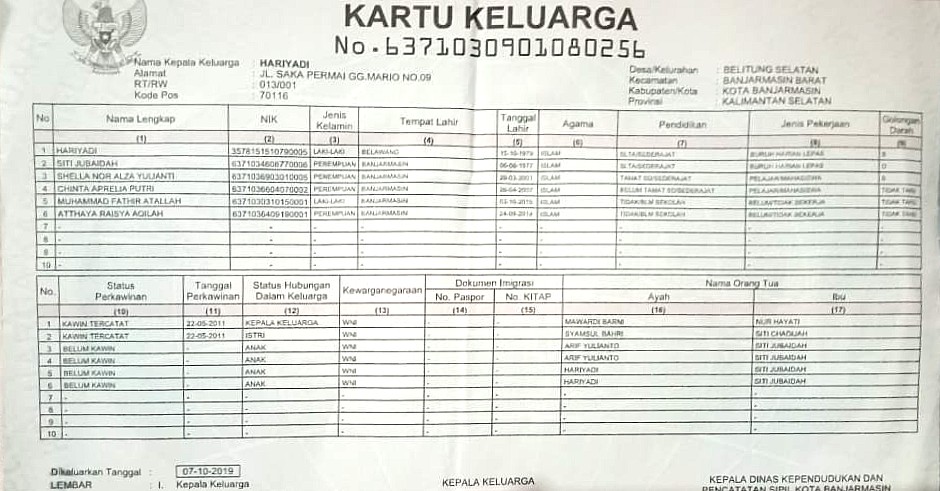 KARTU KELUARGA
No. 6371030901080256
Nama Kepala Keluarga : HARIYADI
Alamat : JL. SAKA PERMAI GG.MARIO NO.09
RT/RW : 013/001
Kode Pos : 70116
Desa/Kelurahan : BELITUNG SELATAN
Kecamatan : BANJARMASIN BARAT
Kabupaten/Kota : KOTA BANJARMASIN
Provinsi : KALIMANTAN SELATAN
No Nama Lengkap NIK Jenis Kelamin Tempat Lahir Tanggal Lahir Agama Pendidikan Jenis Pekerjaan Golongan Darah
(1) (2) (3) (4) (5) (6) (7) (8) (9)
1 HARIYADI 3578151510790005 LAKI-LAKI BELAWANG 15-10-1979 ISLAM SLTA/SEDERAJAT BURUH HARIAN LEPAS B
2 SITI JUBAIDAH 6371034608770006 PEREMPUAN BANJARMASIN 06-08-1977 ISLAM SLTA/SEDERAJAT BURUH HARIAN LEPAS O
3 SHELLA NOR ALZA YULIANTI 6371036903010005 PEREMPUAN BANJARMASIN 29-03-2001 ISLAM TAMAT SD/SEDERAJAT PELAJAR/MAHASISWA B
4 CHINTA APRELIA PUTRI 6371036604070002 PEREMPUAN BANJARMASIN 26-04-2007 ISLAM BELUM TAMAT SD/SEDERAJAT PELAJAR/MAHASISWA TIDAK TAHU
5 MUHAMMAD FATHIR ATALLAH 6371030310150001 LAKI-LAKI BANJARMASIN 03-10-2015 ISLAM TIDAK/BLM SEKOLAH BELUM/TIDAK BEKERJA TIDAK TAHU
6 ATTHAYA RAISYA AQILAH 6371036409190001 PEREMPUAN BANJARMASIN 24-09-2019 ISLAM TIDAK/BLM SEKOLAH BELUM/TIDAK BEKERJA TIDAK TAHU
7 - - - - - -
8 - - - - - -
9 - - - - - -
10 - - - - - -
No. Status Perkawinan Tanggal Perkawinan Status Hubungan Dalam Keluarga Kewarganegaraan Dokumen Imigrasi Nama Orang Tua
No. Paspor No. KITAP Ayah Ibu
(10) (11) (12) (13) (14) (15) (16) (17)
1 KAWIN TERCATAT 22-05-2011 KEPALA KELUARGA WNI - - MAWARDI BARNI NUR HAYATI
2 KAWIN TERCATAT 22-05-2011 ISTRI WNI - - SYAMSUL BAHRI SITI CHADIJAH
3 BELUM KAWIN - ANAK WNI - - ARIF YULIANTO SITI JUBAIDAH
4 BELUM KAWIN - ANAK WNI - - ARIF YULIANTO SITI JUBAIDAH
5 BELUM KAWIN - ANAK WNI - - HARIYADI SITI JUBAIDAH
6 BELUM KAWIN - ANAK WNI - - HARIYADI SITI JUBAIDAH
7 - - - - - - -
8 - - - - - - -
9 - - - - - - -
10 - - - - - - -
Dikeluarkan Tanggal : 07-10-2019
LEMBAR : I. Kepala Keluarga
KEPALA KELUARGA
KEPALA DINAS KEPENDUDUKAN DAN
PENCATATAN SIPIL KOTA BANJARMASIN